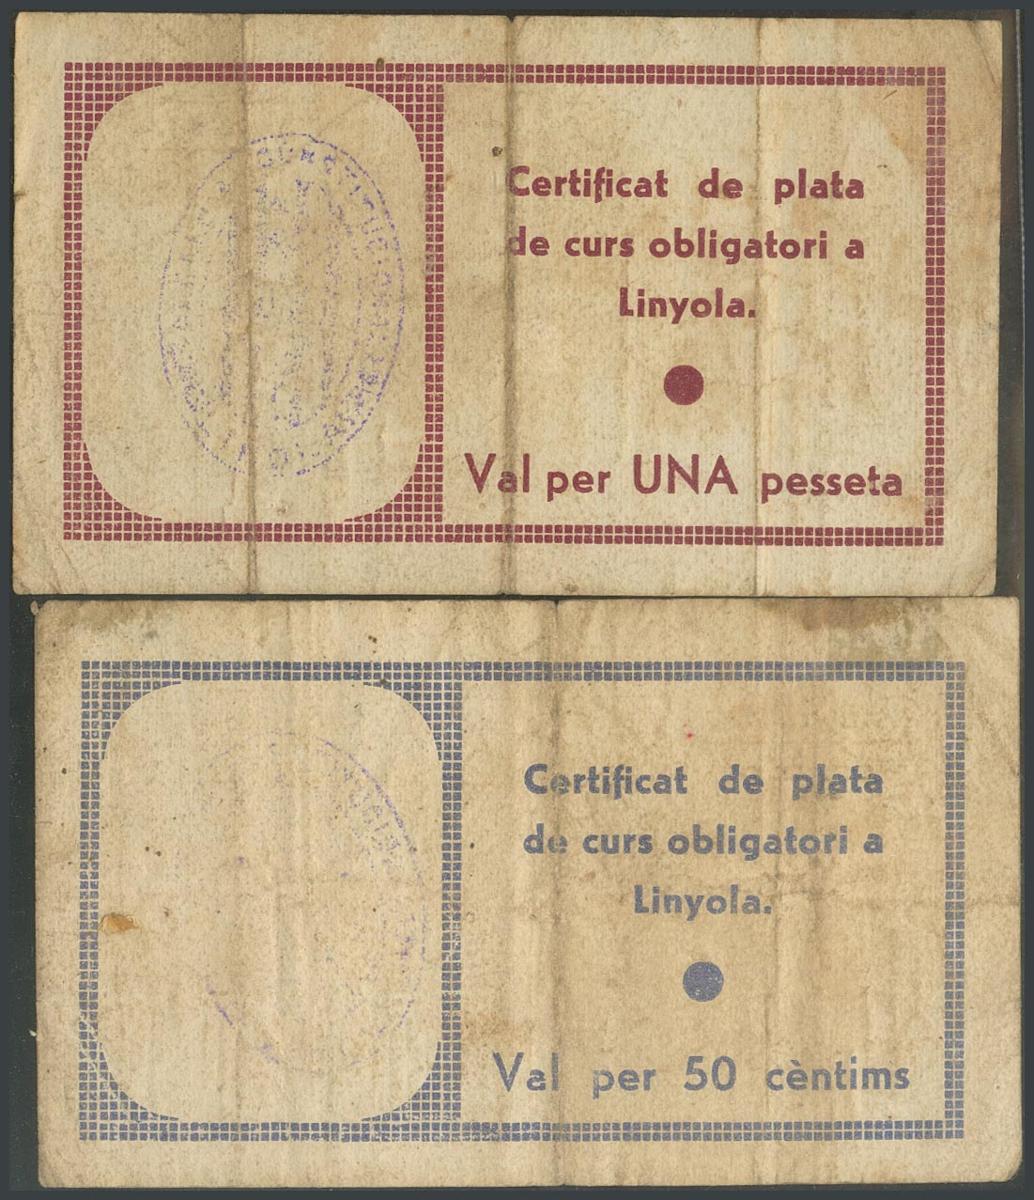 Certificat de plata
de curs obligatori a
Linyola.
Val per UNA pesseta
Certificat de plata
de curs obligatori a
Linyola.
Val per 50 cèntims